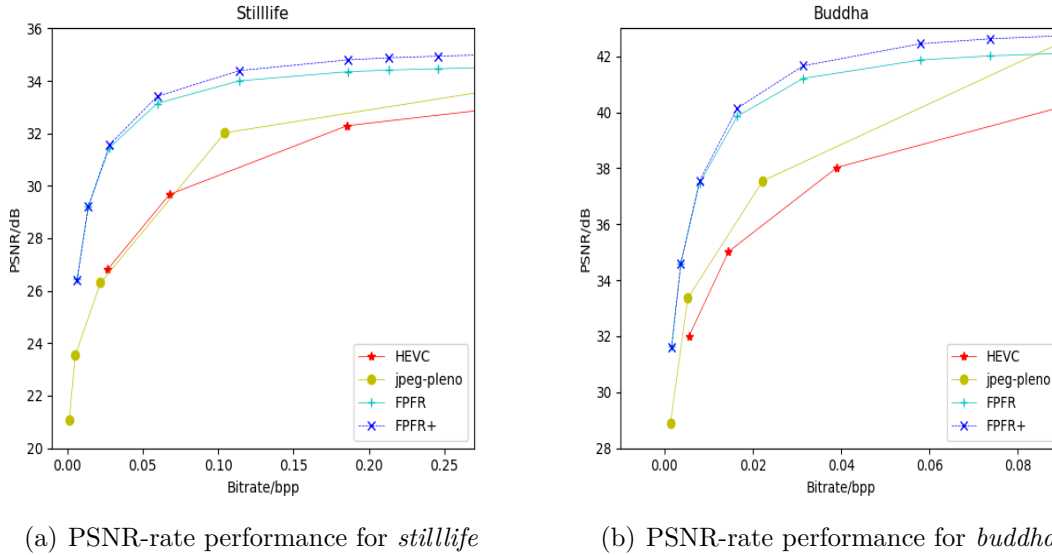 Stilllife
PSNR/dB
36
34
32
30
28
26
24
22
20
0.00 0.05 0.10 0.15 0.20 0.25
Bitrate/bpp
HEVC
jpeg-pleno
FPFR
FPFR+
(a) PSNR-rate performance for stilllife
Buddha
PSNR/dB
42
40
38
36
34
32
30
28
0.00 0.02 0.04 0.06 0.08
Bitrate/bpp
HEVC
jpeg-pleno
FPFR
FPFR+
(b) PSNR-rate performance for buddha